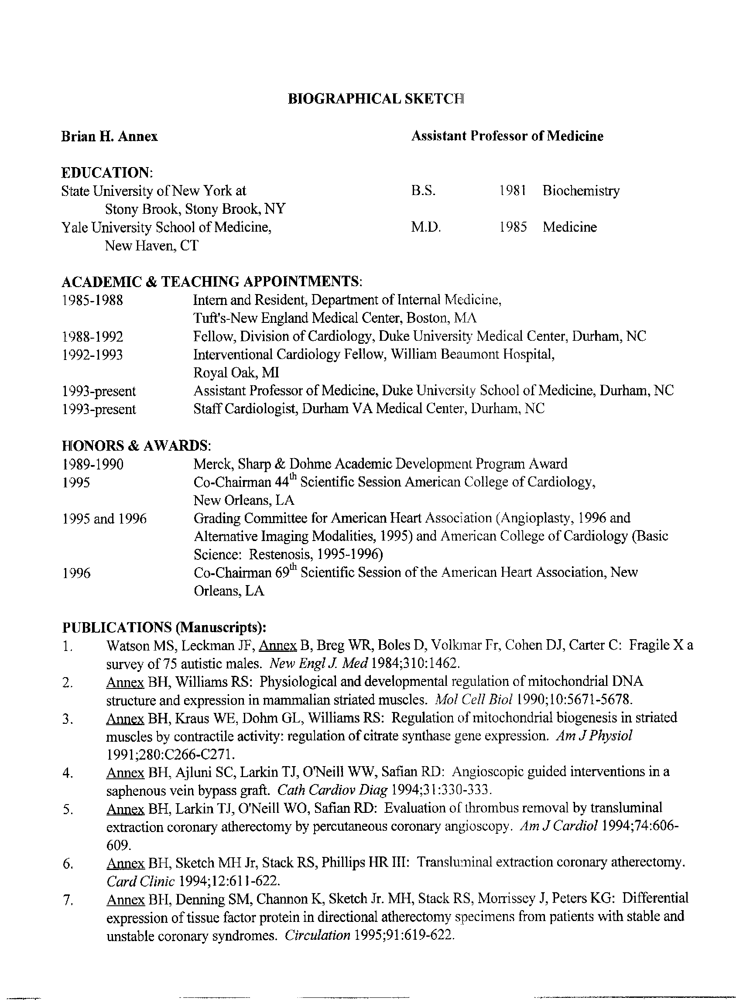 BIOGRAPHICAL SKETCH
Brian H. Annex Assistant Professor of Medicine
EDUCATION:
State University of New York at B.S. 1981 Biochemistry
Stony Brook, Stony Brook, NY
Yale University School of Medicine, M.D. 1985 Medicine
New Haven, CT
ACADEMIC & TEACHING APPOINTMENTS:
1985-1988 Intern and Resident, Department of Internal Medicine,
Tuft's-New England Medical Center, Boston, MA
1988-1992 Fellow, Division of Cardiology, Duke University Medical Center, Durham, NC
1992-1993 Interventional Cardiology Fellow, William Beaumont Hospital,
Royal Oak, MI
1993-present Assistant Professor of Medicine, Duke University School of Medicine, Durham, NC
1993-present Staff Cardiologist, Durham VA Medical Center, Durham, NC
HONORS & AWARDS:
1989-1990 Merck, Sharp & Dohme Academic Development Program Award
1995 Co-Chairman 44th Scientific Session American College of Cardiology,
New Orleans, LA
1995 and 1996 Grading Committee for American Heart Association (Angioplasty, 1996 and
Alternative Imaging Modalities, 1995) and American College of Cardiology (Basic
Science: Restenosis, 1995-1996)
1996 Co-Chairman 69th Scientific Session of the American Heart Association, New
Orleans, LA
PUBLICATIONS (Manuscripts):
1. Watson MS, Leckman JF, Annex B, Breg WR, Boles D, Volkmar Fr, Cohen DJ, Carter C: Fragile X a
survey of 75 autistic males. New Engl J. Med 1984;310:1462.
2. Annex BH, Williams RS: Physiological and developmental regulation of mitochondrial DNA
structure and expression in mammalian striated muscles. Mol Cell Biol 1990;10:5671-5678.
3. Annex BH, Kraus WE, Dohm GL, Williams RS: Regulation of mitochondrial biogenesis in striated
muscles by contractile activity: regulation of citrate synthase gene expression. Am J Physiol
1991;280:C266-C271.
4. Annex BH, Ajluni SC, Larkin TJ, O'Neill WW, Safian RD: Angioscopic guided interventions in a
saphenous vein bypass graft. Cath Cardiov Diag 1994;31:330-333.
5. Annex BH, Larkin TJ, O'Neill WO, Safian RD: Evaluation of thrombus removal by transluminal
extraction coronary atherectomy by percutaneous coronary angioscopy. Am J Cardiol 1994;74:606-
609.
6. Annex BH, Sketch MH Jr, Stack RS, Phillips HR III: Transluminal extraction coronary atherectomy.
Card Clinic 1994;12:611-622.
7. Annex BH, Denning SM, Channon K, Sketch Jr. MH, Stack RS, Morrissey J, Peters KG: Differential
expression of tissue factor protein in directional atherectomy specimens from patients with stable and
unstable coronary syndromes. Circulation 1995;91:619-622.